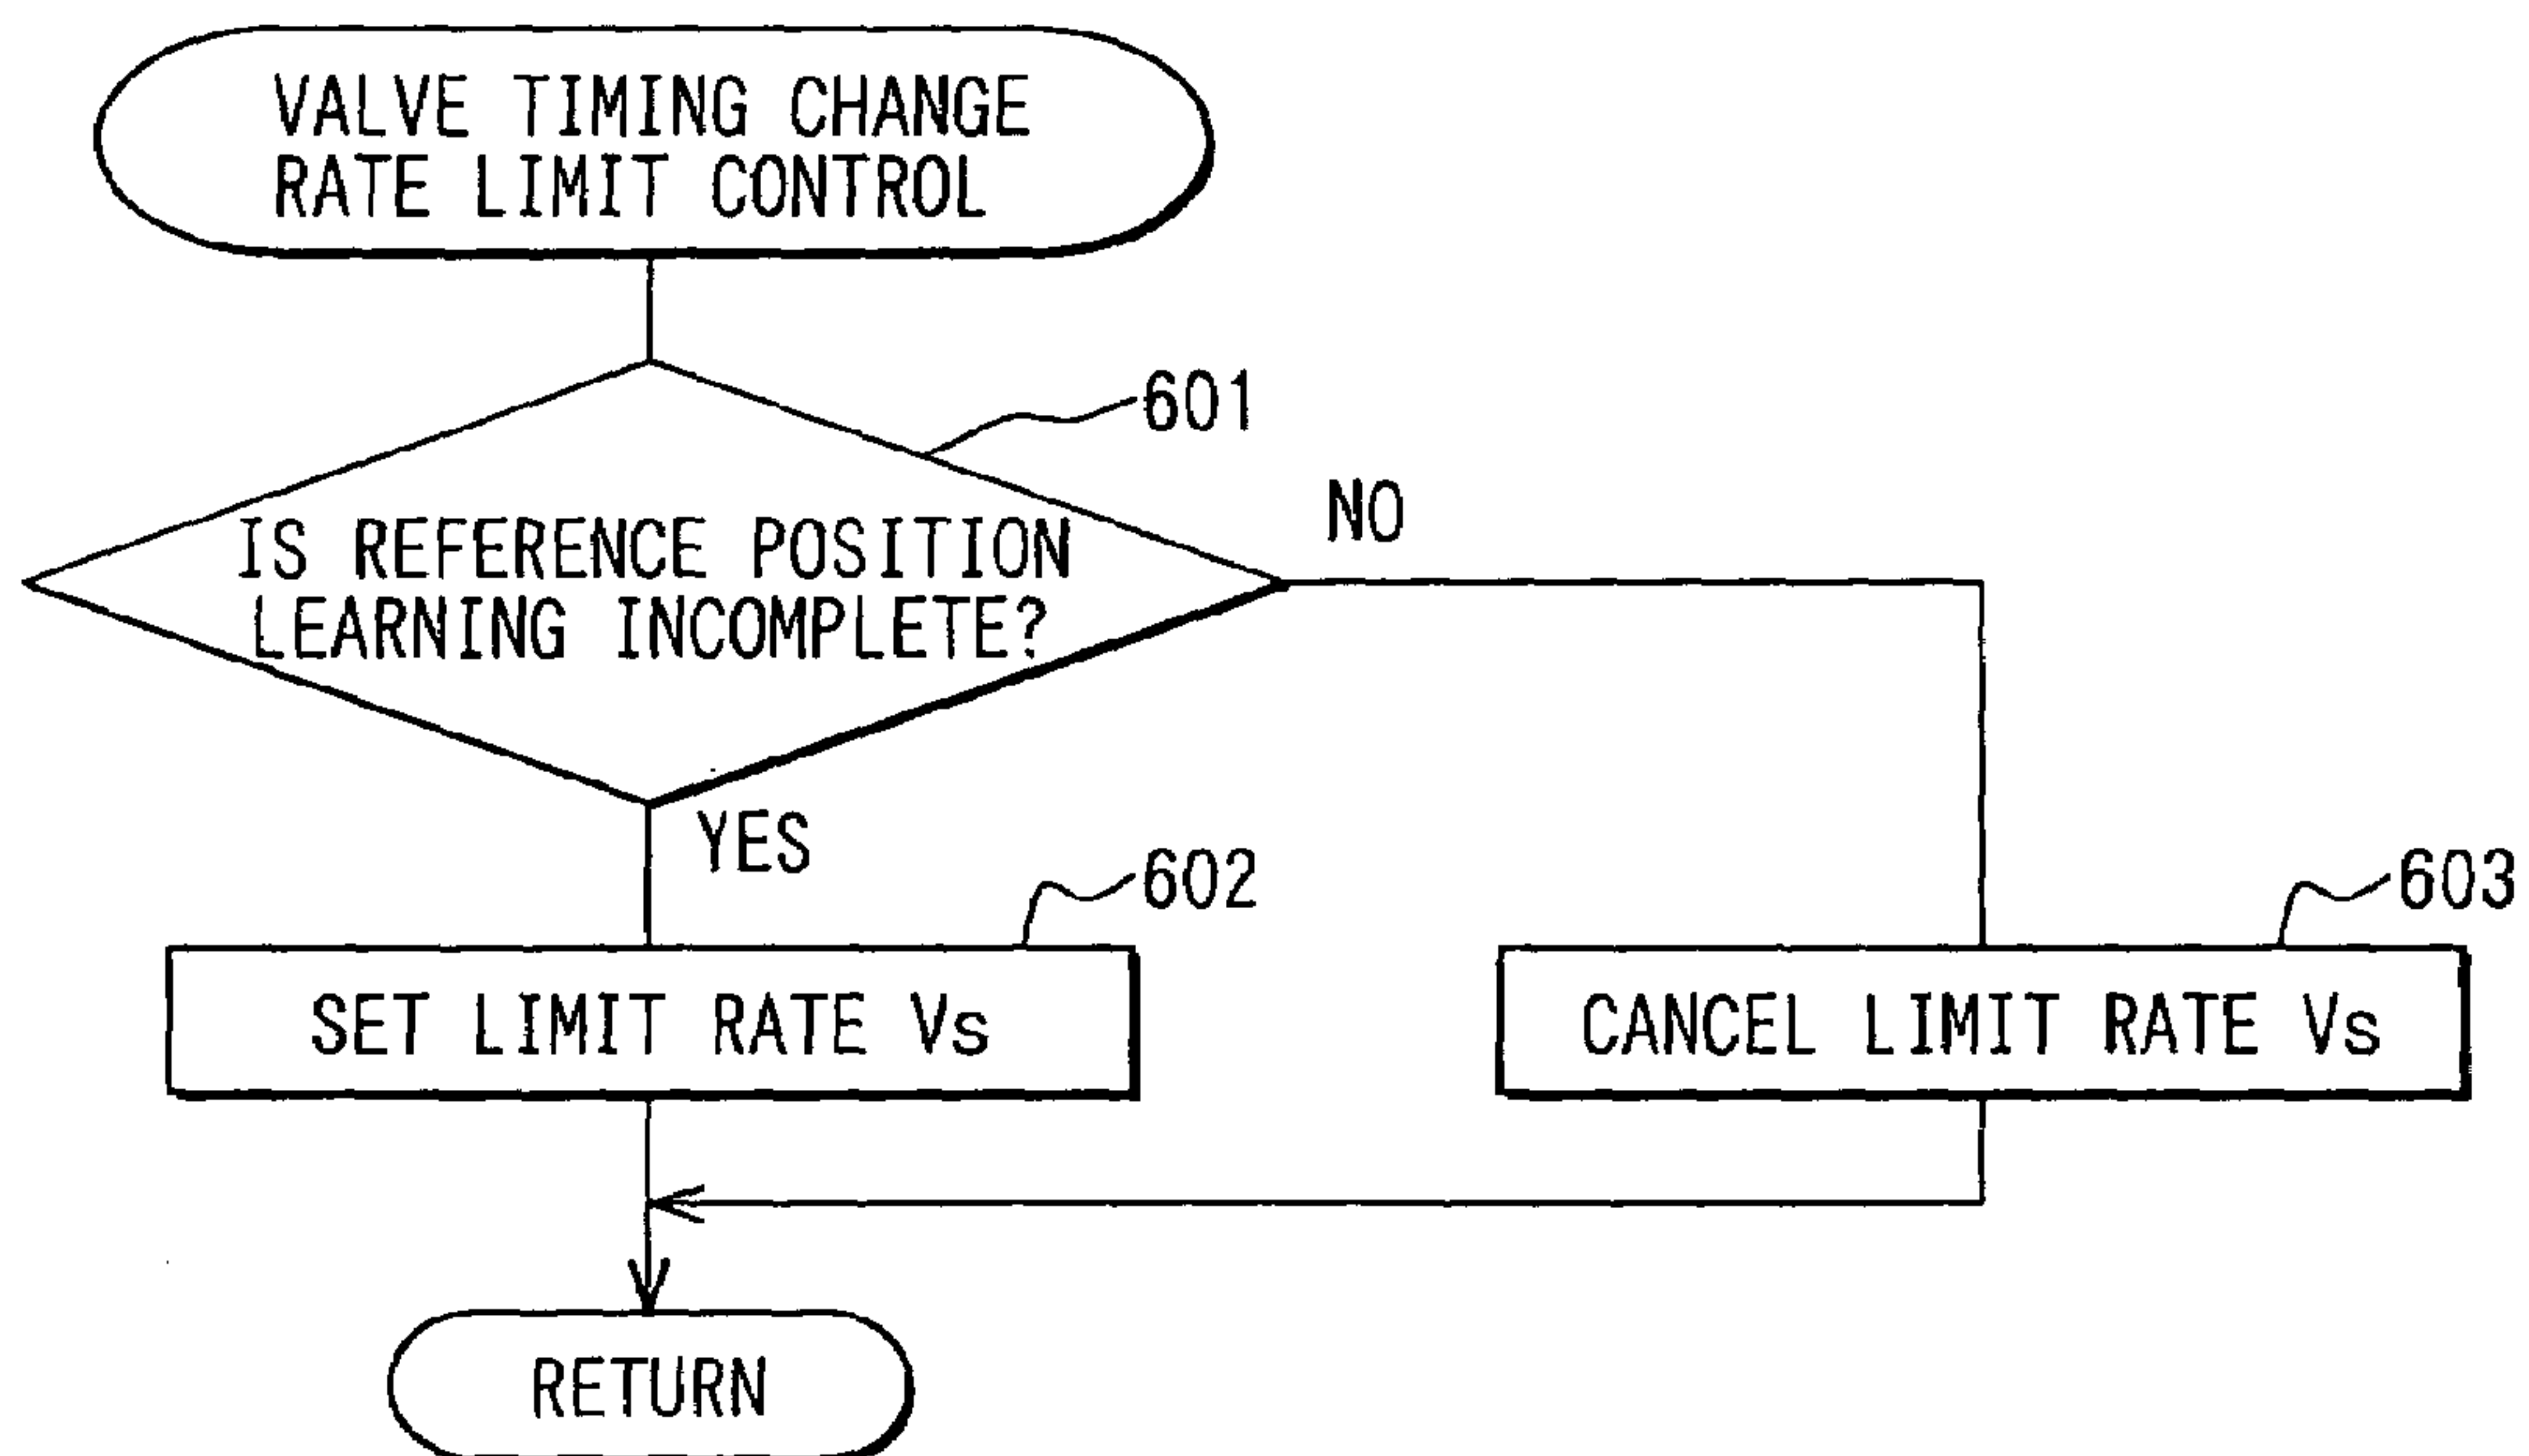 VALVE TIMING CHANGE
RATE LIMIT CONTROL
601
IS REFERENCE POSITION
LEARNING INCOMPLETE?
NO
YES
602
SET LIMIT RATE Vs
603
CANCEL LIMIT RATE Vs
RETURN